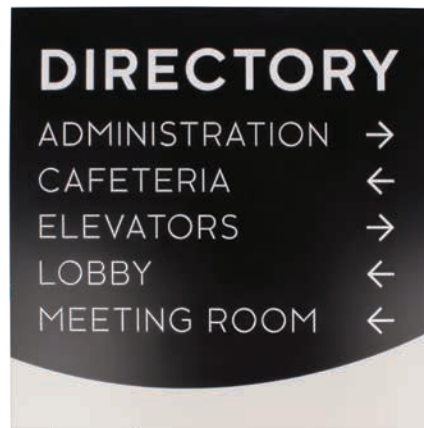 DIRECTORY
ADMINISTRATION →
CAFETERIA ←
ELEVATORS →
LOBBY ←
MEETING ROOM ←